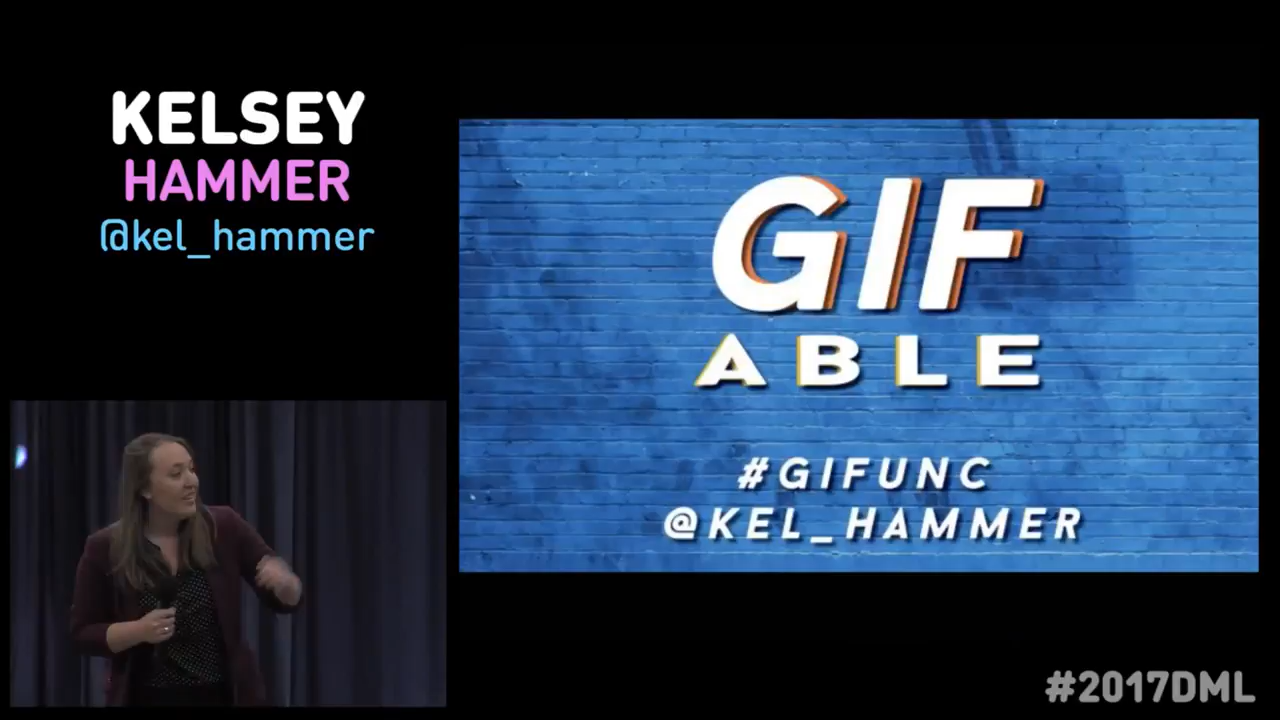 KELSEY
HAMMER
@kel_hammer
GIF
ABLE
#GIFUNC
@KEL_HAMMER
#2017DML